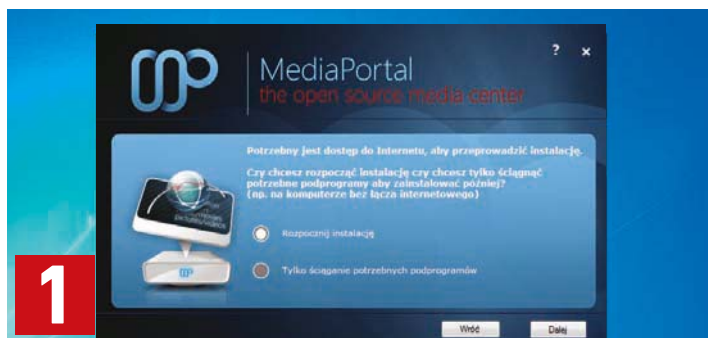 MediaPortal
the open source media center
? ×
Potrzebny jest dostęp do Internetu, aby przeprowadzić instalację.
Czy chcesz rozpocząć instalację czy chcesz tylko ściągnąć
potrzebne podprogramy aby zainstalować później?
(np. na komputerze bez łącza internetowego)
Rozpocznij instalację
Tylko ściąganie potrzebnych podprogramów
1
Wróć Dalej